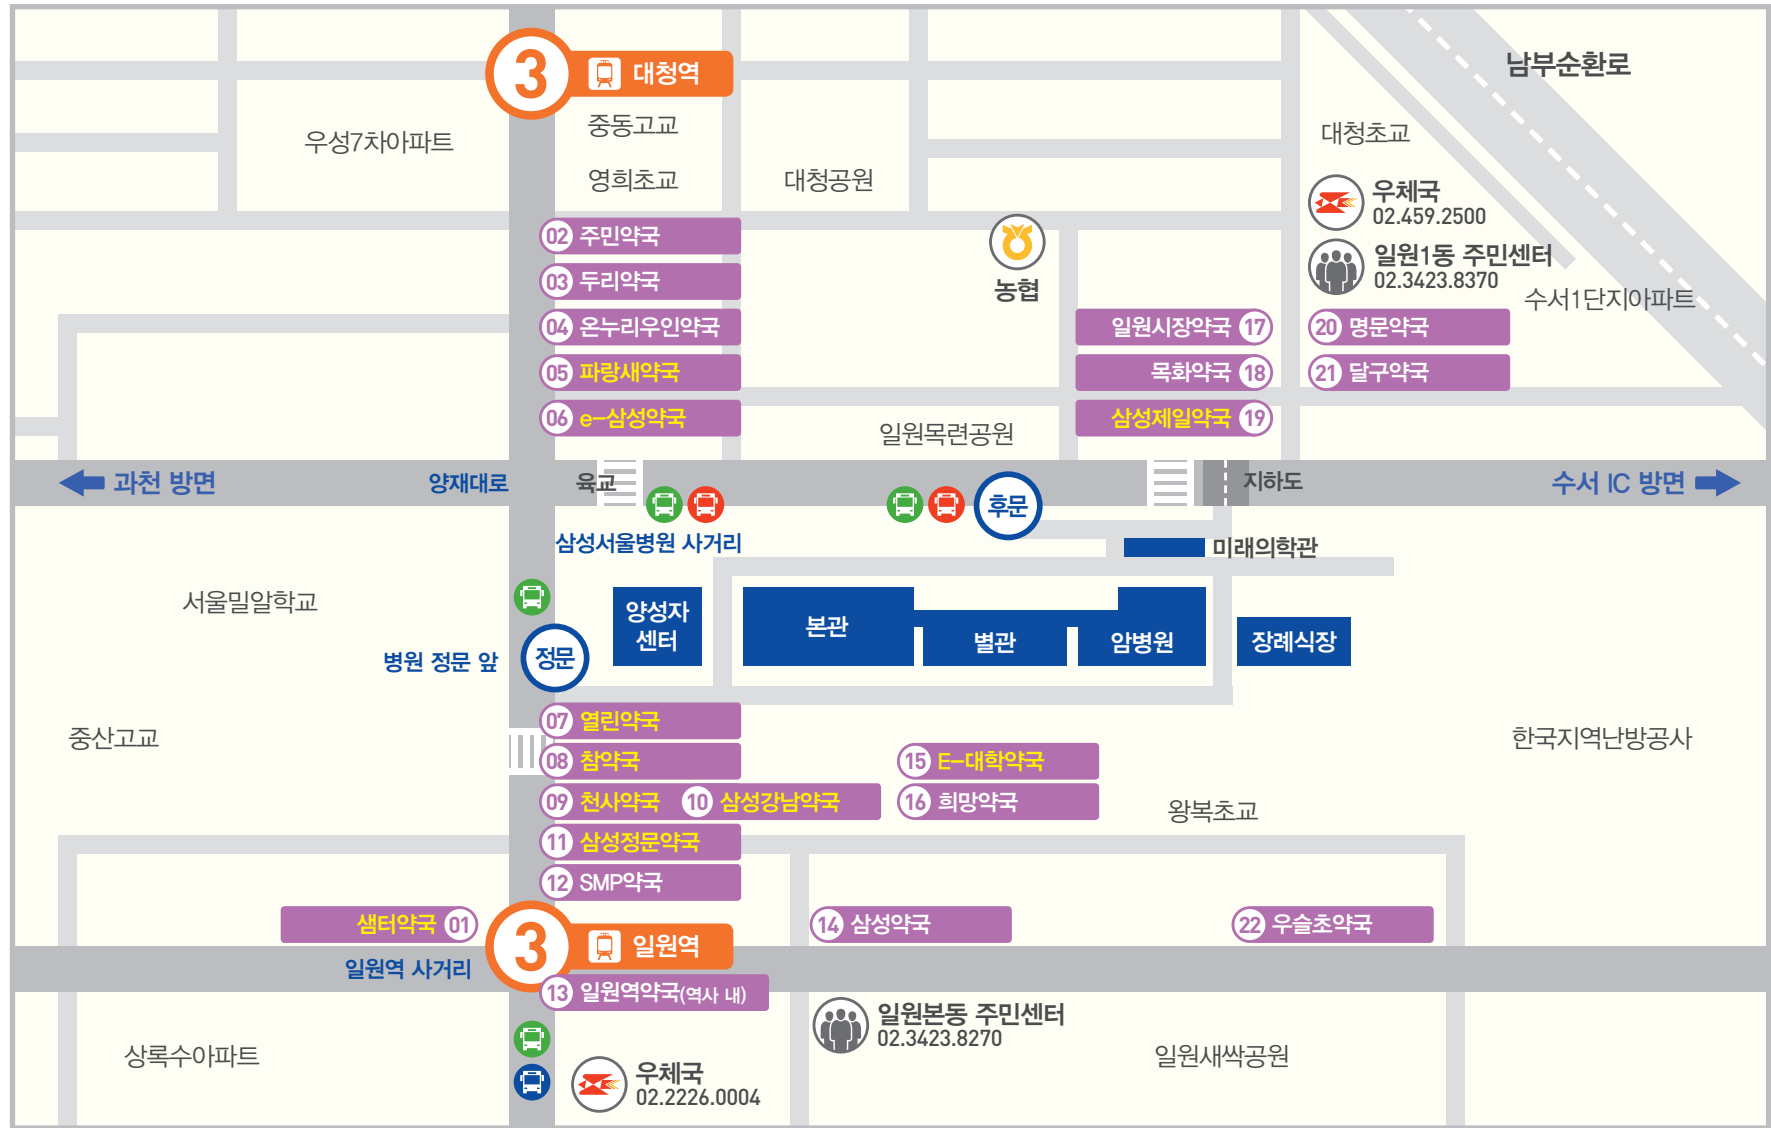 3 대청역
남부순환로
중동고교
대청초교
우성7차아파트
영희초교
대청공원
우체국
02.459.2500
02 주민약국
일원1동 주민센터
02.3423.8370
03 두리약국
농협
수서1단지아파트
04 온누리우인약국
일원시장약국 17
20 명문약국
05 파랑새약국
목화약국 18
21 달구약국
06 e-삼성약국
삼성제일약국 19
일원목련공원
과천 방면
양재대로
육교
지하도
수서 IC 방면
후문
삼성서울병원 사거리
미래의학관
서울밀알학교
양성자
센터
본관
별관
암병원
장례식장
병원 정문 앞
정문
07 열린약국
중산고교
한국지역난방공사
08 참약국
15 E-대학약국
09 천사약국
10 삼성강남약국
16 희망약국
왕복초교
11 삼성정문약국
12 SMP약국
샘터약국 01
14 삼성약국
22 우슬초약국
3 일원역
일원역 사거리
13 일원역약국(역사 내)
일원본동 주민센터
02.3423.8270
상록수아파트
일원새싹공원
우체국
02.2226.0004